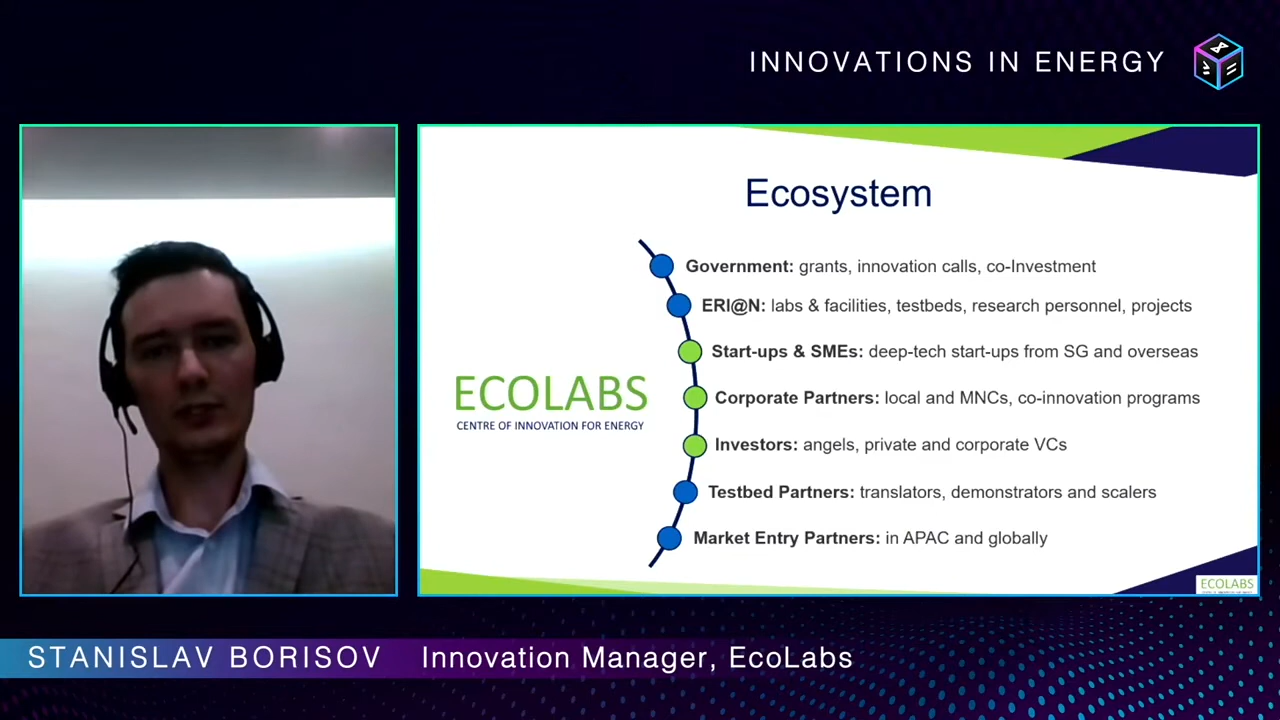 INNOVATIONS IN ENERGY
Ecosystem
Government: grants, innovation calls, co-Investment
ERI@N: labs & facilities, testbeds, research personnel, projects
Start-ups & SMEs: deep-tech start-ups from SG and overseas
ECOLABS
CENTRE OF INNOVATION FOR ENERGY
Corporate Partners: local and MNCs, co-innovation programs
Investors: angels, private and corporate VCs
Testbed Partners: translators, demonstrators and scalers
Market Entry Partners: in APAC and globally
ECOLABS
STANISLAV BORISOV Innovation Manager, EcoLabs